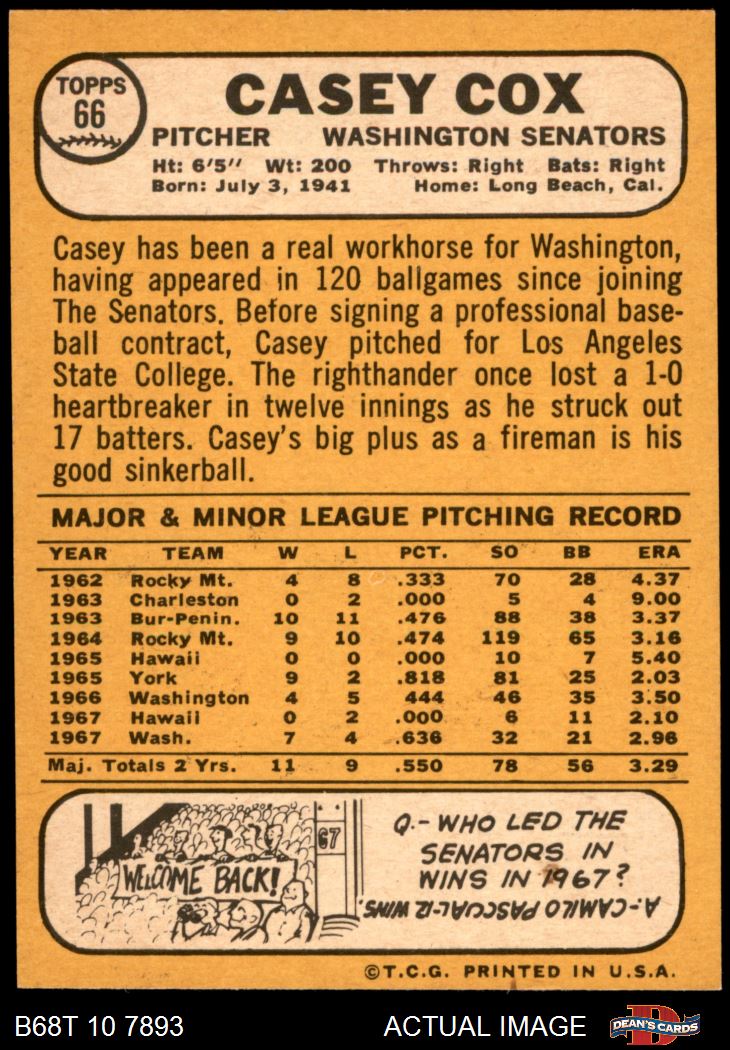 TOPPS
66
CASEY COX
PITCHER WASHINGTON SENATORS
Ht: 6'5" Wt: 200 Throws: Right Bats: Right
Born: July 3, 1941 Home: Long Beach, Cal.
Casey has been a real workhorse for Washington,
having appeared in 120 ballgames since joining
The Senators. Before signing a professional base-
ball contract, Casey pitched for Los Angeles
State College. The righthander once lost a 1-0
heartbreaker in twelve innings as he struck out
17 batters. Casey's big plus as a fireman is his
good sinkerball.
MAJOR & MINOR LEAGUE PITCHING RECORD
YEAR TEAM W L PCT. SO BB ERA
1962 Rocky Mt. 4 8 .333 70 28 4.37
1963 Charleston 0 2 .000 5 4 9.00
1963 Bur-Penin. 10 11 .476 88 38 3.37
1964 Rocky Mt. 9 10 .474 119 65 3.16
1965 Hawaii 0 0 .000 10 7 5.40
1965 York 9 2 .818 81 25 2.03
1966 Washington 4 5 444 46 35 3.50
1967 Hawaii 0 2 .000 6 11 2.10
1967 Wash. 7 4 .636 32 21 2.96
Maj. Totals 2 Yrs. 11 9 .550 78 56 3.29
67
WELCOME BACK!
Q.- WHO LED THE
SENATORS IN
WINS IN 1967?
A- CAMILO PASCUAL-12 WINS.
©T.C.G. PRINTED IN U.S.A.
B68T 10 7893 ACTUAL IMAGE
D
DEAN'S CARDS